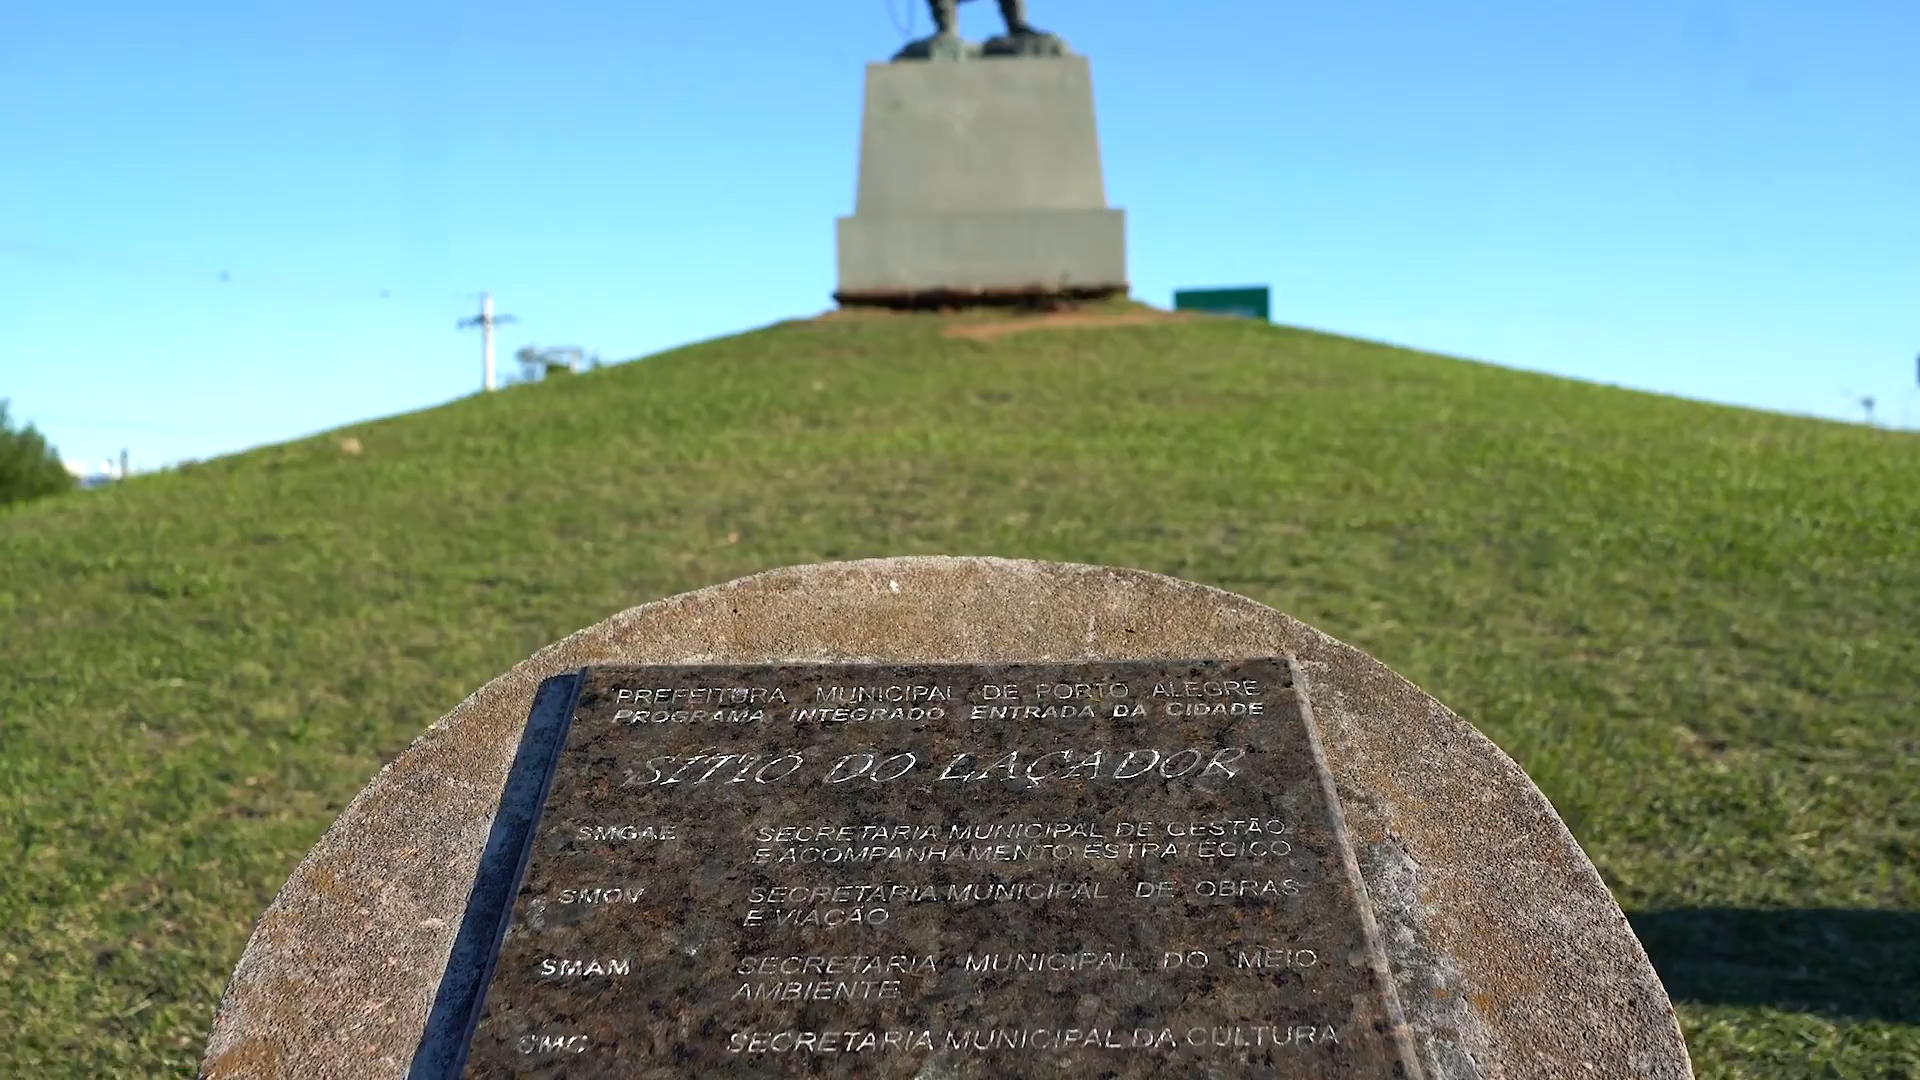 PREFEITURA MUNICIPAL DE PORTO ALEGRE
PROGRAMA INTEGRADO ENTRADA DA CIDADE
SÍTIO DO LAÇADOR
SMGAE SECRETARIA MUNICIPAL DE GESTÃO
E ACOMPANHAMENTO ESTRATÉGICO
SMOV SECRETARIA MUNICIPAL DE OBRAS
E VIAÇÃO
SMAM SECRETARIA MUNICIPAL DO MEIO
AMBIENTE
SMC SECRETARIA MUNICIPAL DA CULTURA